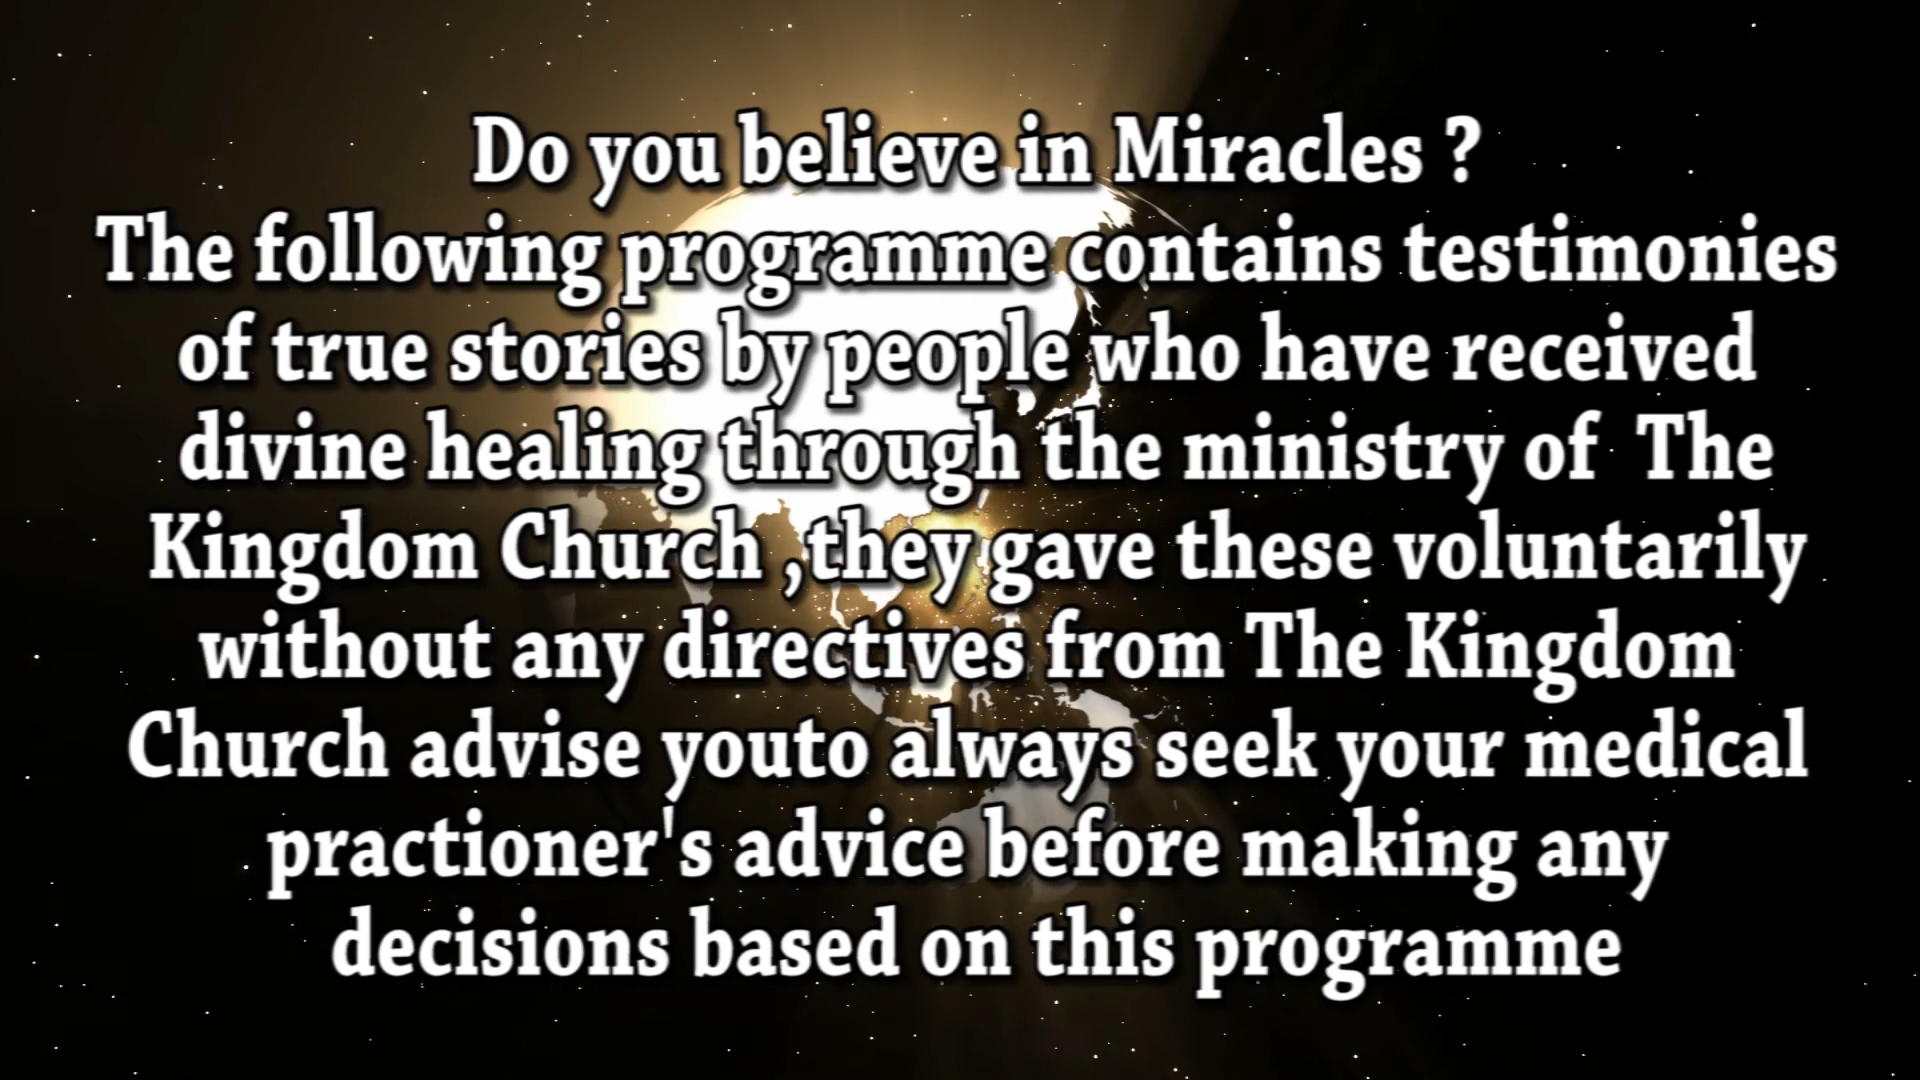 Do you believe in Miracles ?
The following programme contains testimonies
of true stories by people who have received
divine healing through the ministry of The
Kingdom Church ,they gave these voluntarily
without any directives from The Kingdom
Church advise youto always seek your medical
practioner's advice before making any
decisions based on this programme